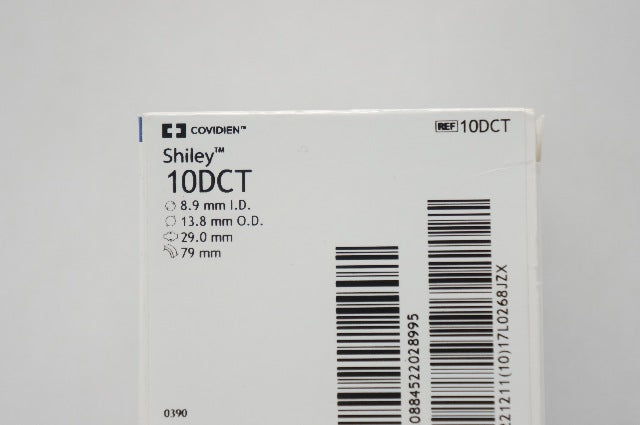 COVIDIEN™
REF 10DCT
Shiley™
10DCT
8.9 mm I.D.
13.8 mm O.D.
29.0 mm
79 mm
0390
0884522028995
221211(10)17L0268JZX